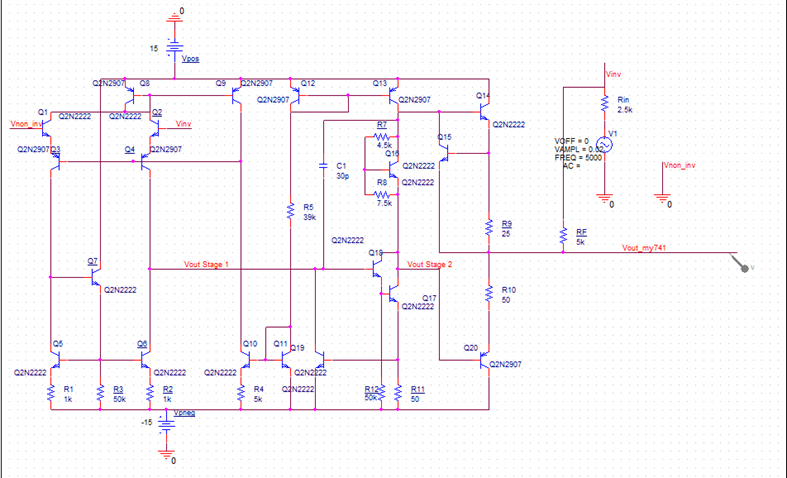 0
15
Vpos
Q2N2907 Q8
Q9 Q2N2907
Q12
Q13
Q2N2907
Q2N2907
Q14
Q2N2222
Q1
Q2N2222
Q2N2222
Q2
Vnon_inv
Vinv
Q2N2907
Q3
Q4
Q2N2907
R7
4.5k
Q15
Q16
Q2N2222
R8
7.5k
Q2N2222
C1
30p
R5
39k
R9
25
Q2N2222
Q18
Q7
Q2N2222
Vout Stage 1
Vout Stage 2
Q17
Q2N2222
R10
50
Q5
Q6
Q10
Q11
Q19
Q20
Q2N2907
Q2N2222
Q2N2222
Q2N2222
Q2N2222
Q2N2222
R1
1k
R3
50k
R2
1k
R4
5k
R12
50k
R11
50
-15
Vpneg
0
Vinv
Rin
2.5k
V1
VOFF = 0
VAMPL = 0.02
FREQ = 5000
AC =
Vnon_inv
0
0
RF
5k
Vout_my741
V